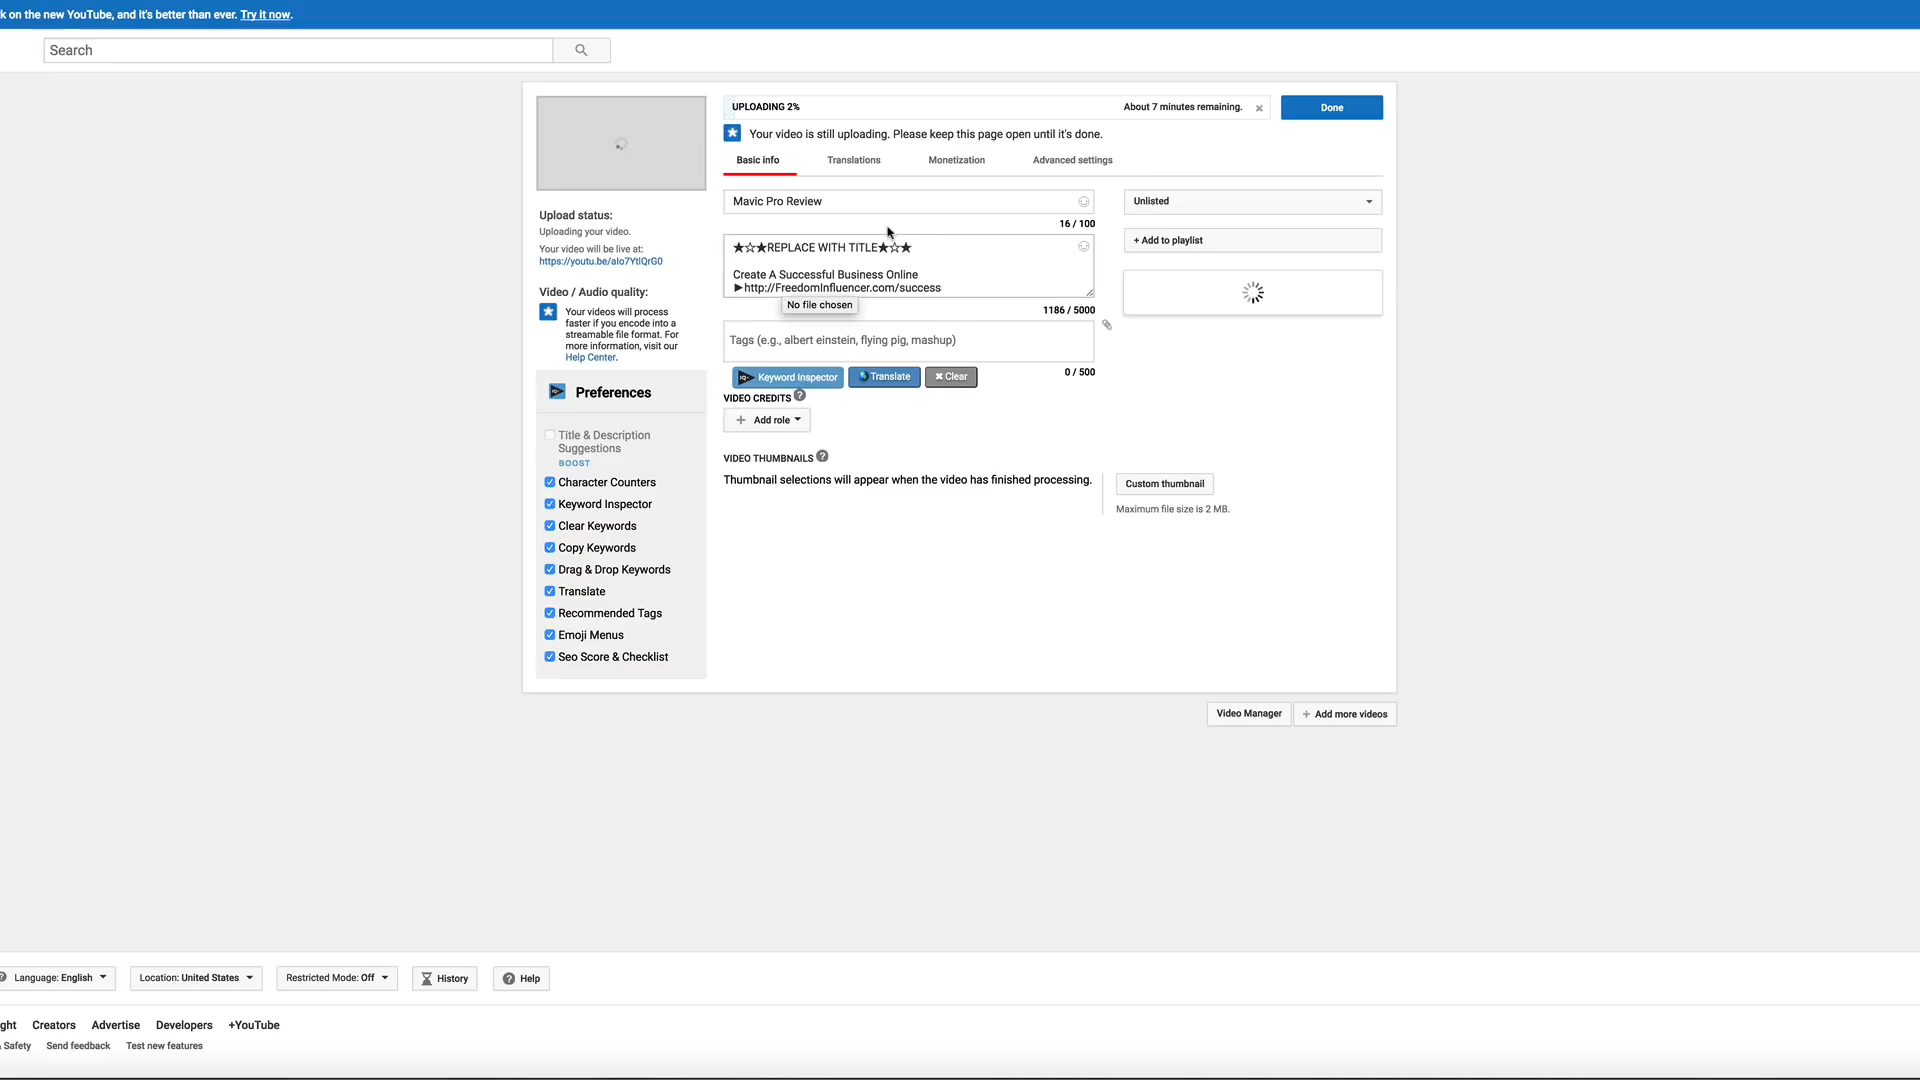 k on the new YouTube, and it's better than ever. Try it now.
Search
UPLOADING 2%
About 7 minutes remaining.
Done
Your video is still uploading. Please keep this page open until it's done.
Basic info
Translations
Monetization
Advanced settings
Mavic Pro Review
16 / 100
Unlisted
+ Add to playlist
★☆★REPLACE WITH TITLE★☆★
Create A Successful Business Online
►http://FreedomInfluencer.com/success
No file chosen
1186 / 5000
Tags (e.g., albert einstein, flying pig, mashup)
0 / 500
Keyword Inspector
Translate
✖ Clear
VIDEO CREDITS
+ Add role
VIDEO THUMBNAILS
Thumbnail selections will appear when the video has finished processing.
Custom thumbnail
Maximum file size is 2 MB.
Upload status:
Uploading your video.
Your video will be live at:
https://youtu.be/alo7YtlQrG0
Video / Audio quality:
Your videos will process
faster if you encode into a
streamable file format. For
more information, visit our
Help Center.
Preferences
Title & Description
Suggestions
BOOST
Character Counters
Keyword Inspector
Clear Keywords
Copy Keywords
Drag & Drop Keywords
Translate
Recommended Tags
Emoji Menus
Seo Score & Checklist
Video Manager
+ Add more videos
Language: English
Location: United States
Restricted Mode: Off
History
Help
ght
Creators
Advertise
Developers
+YouTube
Safety
Send feedback
Test new features